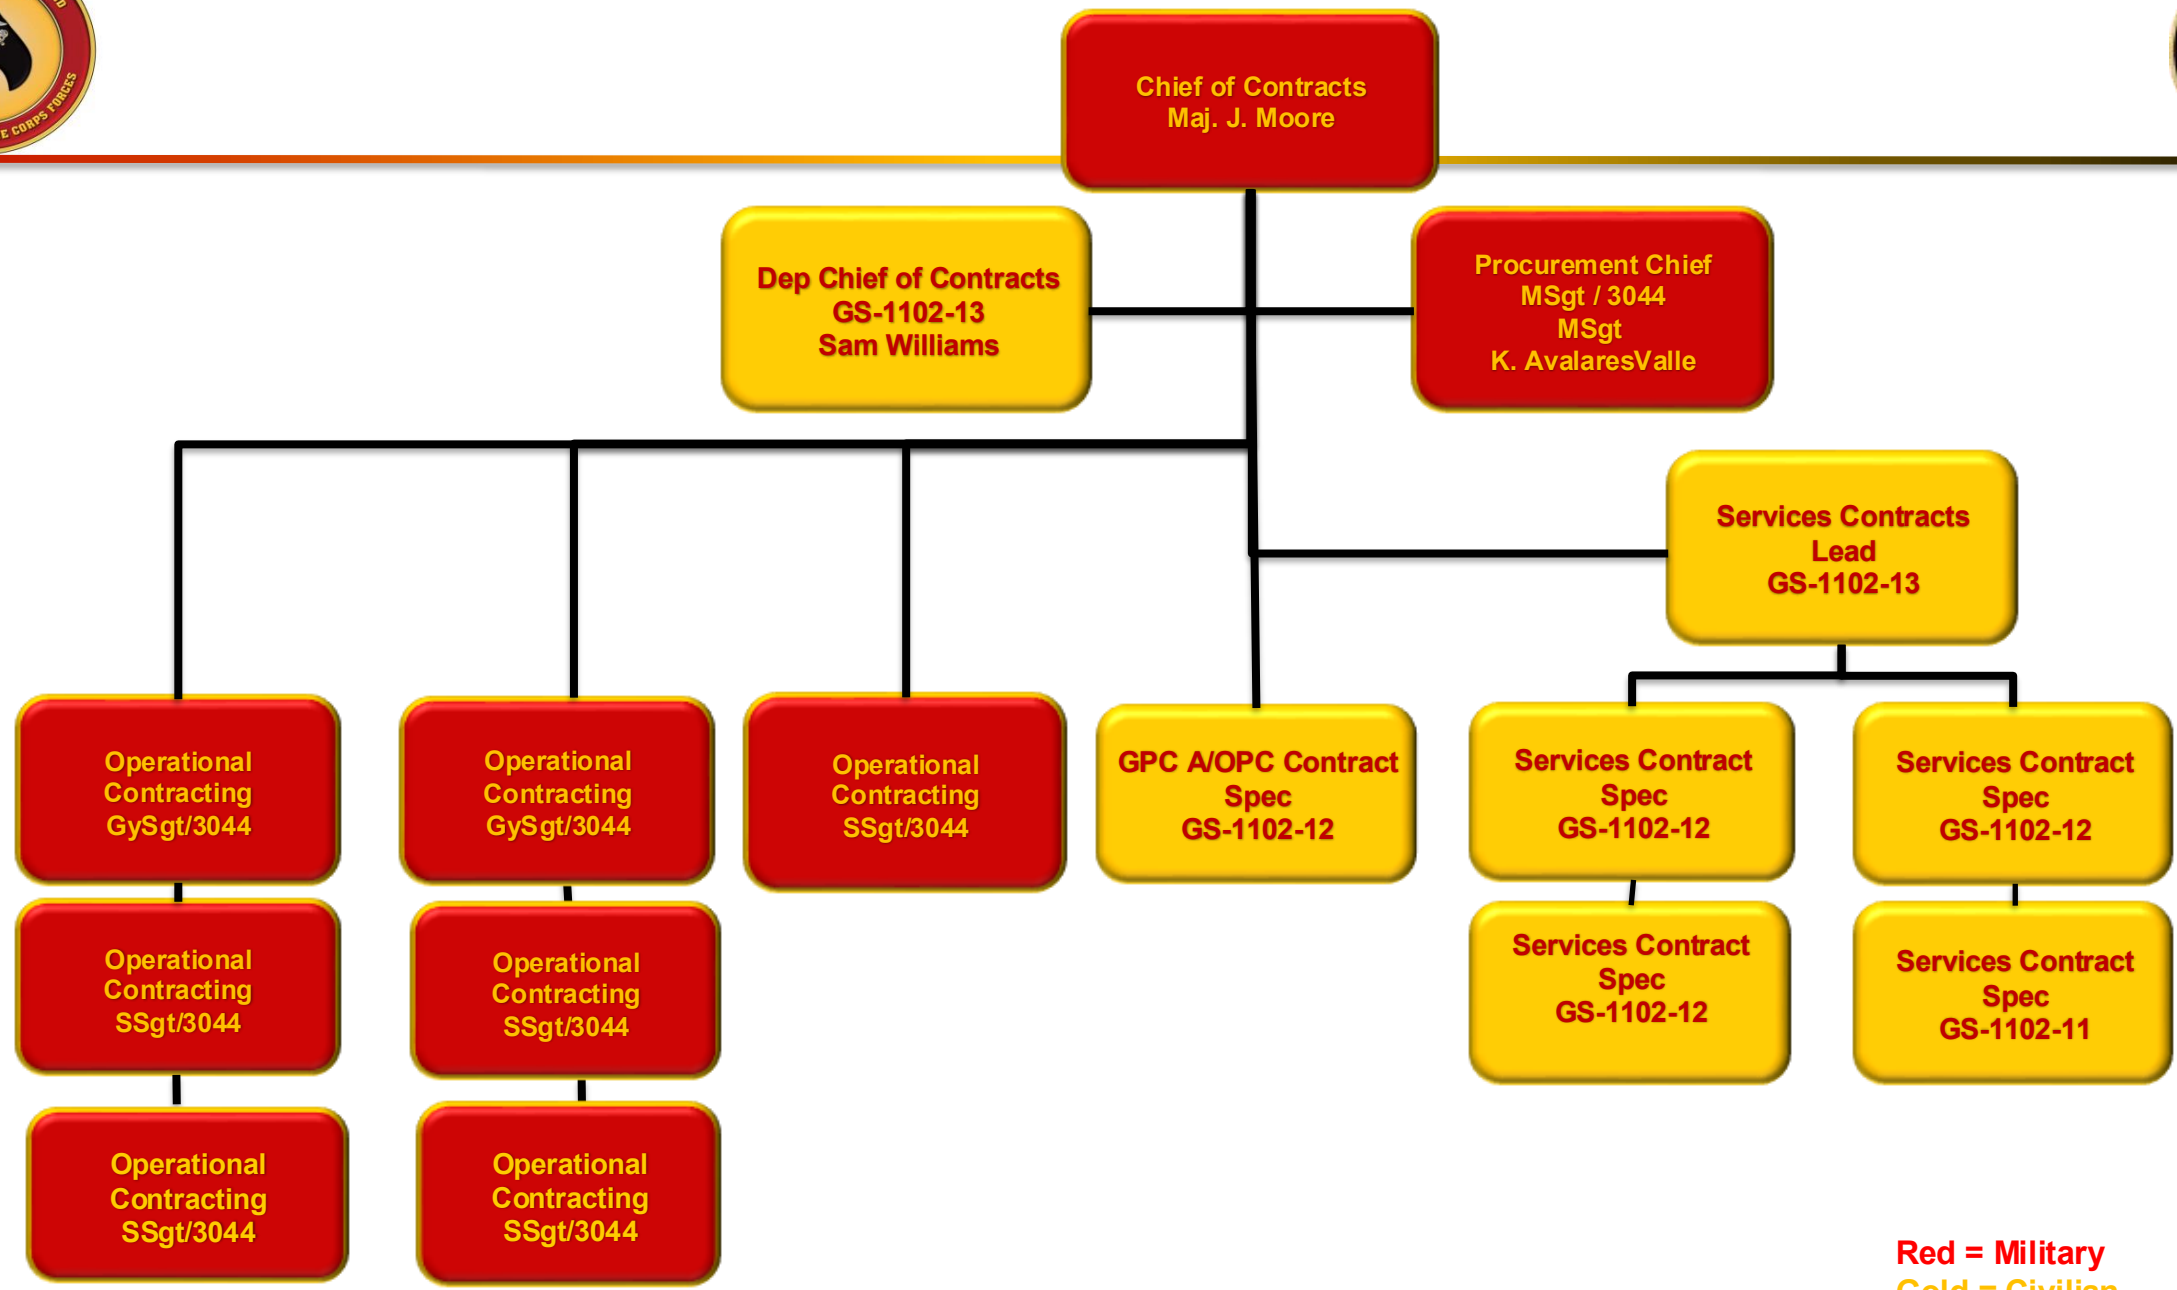 E CORPS FORCES
Chief of Contracts
Maj. J. Moore
Dep Chief of Contracts
GS-1102-13
Sam Williams
Procurement Chief
MSgt / 3044
MSgt
K. AvalaresValle
Services Contracts
Lead
GS-1102-13
Operational
Contracting
GySgt/3044
Operational
Contracting
GySgt/3044
Operational
Contracting
SSgt/3044
GPC A/OPC Contract
Spec
GS-1102-12
Services Contract
Spec
GS-1102-12
Services Contract
Spec
GS-1102-12
Operational
Contracting
SSgt/3044
Operational
Contracting
SSgt/3044
Services Contract
Spec
GS-1102-12
Services Contract
Spec
GS-1102-11
Operational
Contracting
SSgt/3044
Operational
Contracting
SSgt/3044
Red = Military
Gold = Civilian